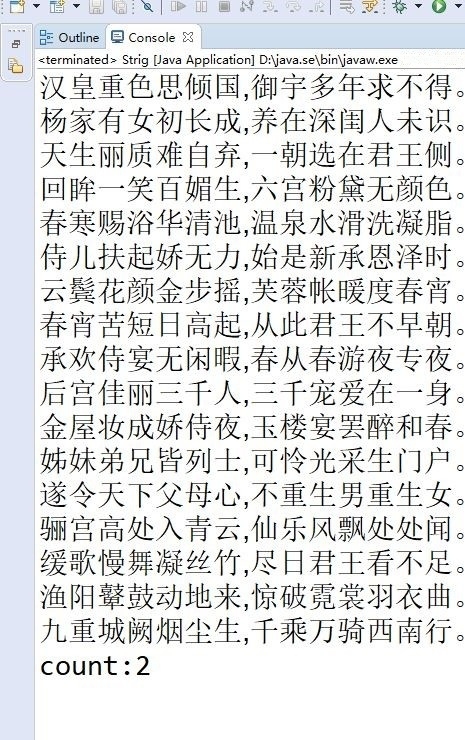 Outline Console
<terminated> Strig [Java Application] D:\java.se\bin\javaw.exe
汉皇重色思倾国,御宇多年求不得。
杨家有女初长成,养在深闺人未识。
天生丽质难自弃,一朝选在君王侧。
回眸一笑百媚生,六宫粉黛无颜色。
春寒赐浴华清池,温泉水滑洗凝脂。
侍儿扶起娇无力,始是新承恩泽时。
云鬓花颜金步摇,芙蓉帐暖度春宵。
春宵苦短日高起,从此君王不早朝。
承欢侍宴无闲暇,春从春游夜专夜。
后宫佳丽三千人,三千宠爱在一身。
金屋妆成娇侍夜,玉楼宴罢醉和春。
姊妹弟兄皆列士,可怜光采生门户。
遂令天下父母心,不重生男重生女。
骊宫高处入青云,仙乐风飘处处闻。
缓歌慢舞凝丝竹,尽日君王看不足。
渔阳鼙鼓动地来,惊破霓裳羽衣曲。
九重城阙烟尘生,千乘万骑西南行。
count:2